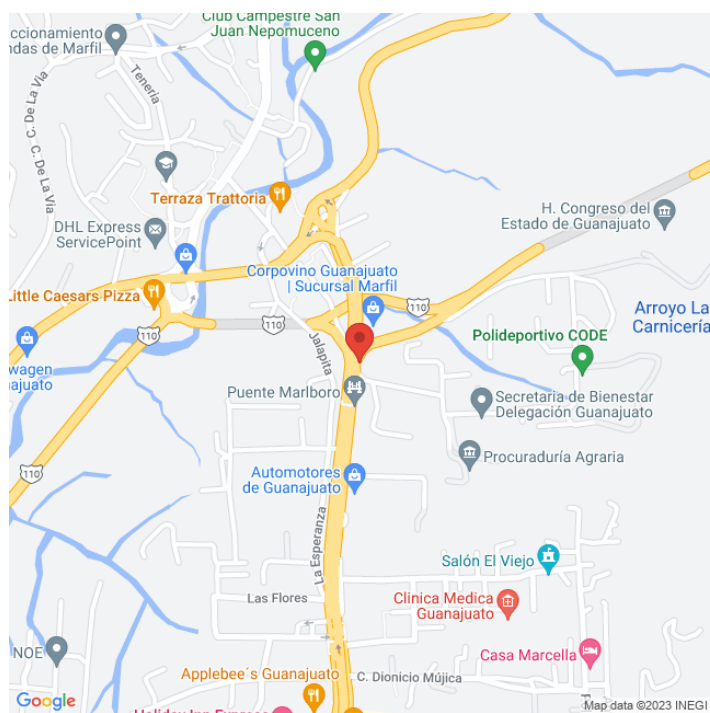 Club Campestre San
Juan Nepomuceno
ccionamiento
ndas de Marfil
Tenería
C. De La Vía
C. De La Vía
Terraza Trattoria
H. Congreso del
Estado de Guanajuato
DHL Express
ServicePoint
Corpovino Guanajuato
| Sucursal Marfil
Little Caesars Pizza
110
110
110
Arroyo La
Carnicería
Polideportivo CODE
Jalapita
wagen
najuato
Puente Marlboro
Secretaria de Bienestar
Delegación Guanajuato
Procuraduría Agraria
110
Automotores
de Guanajuato
La Esperanza
Salón El Viejo
Las Flores
Clinica Medica
Guanajuato
NOE
Casa Marcella
Applebee´s Guanajuato
C. Dionicio Mújica
Holiday Inn Express
Google
Map data ©2023 INEGI